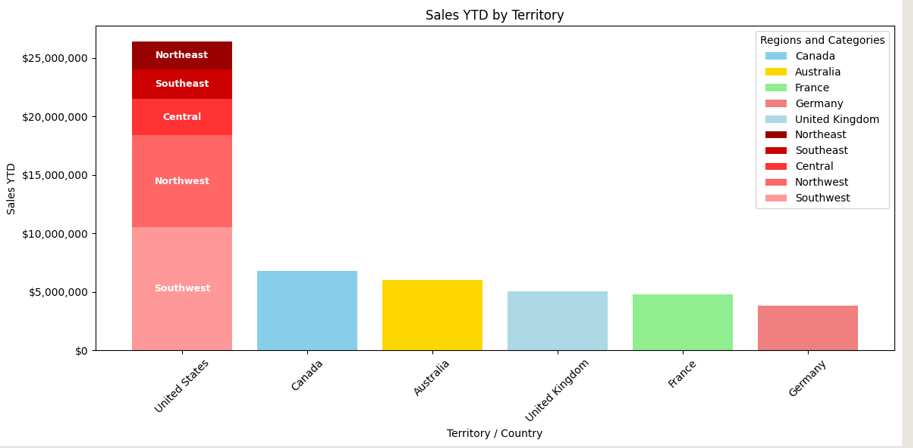 Sales YTD by Territory
Sales YTD
$25,000,000
$20,000,000
$15,000,000
$10,000,000
$5,000,000
$0
Northeast
Southeast
Central
Northwest
Southwest
Regions and Categories
Canada
Australia
France
Germany
United Kingdom
Northeast
Southeast
Central
Northwest
Southwest
United States
Canada
Australia
United Kingdom
France
Germany
Territory / Country